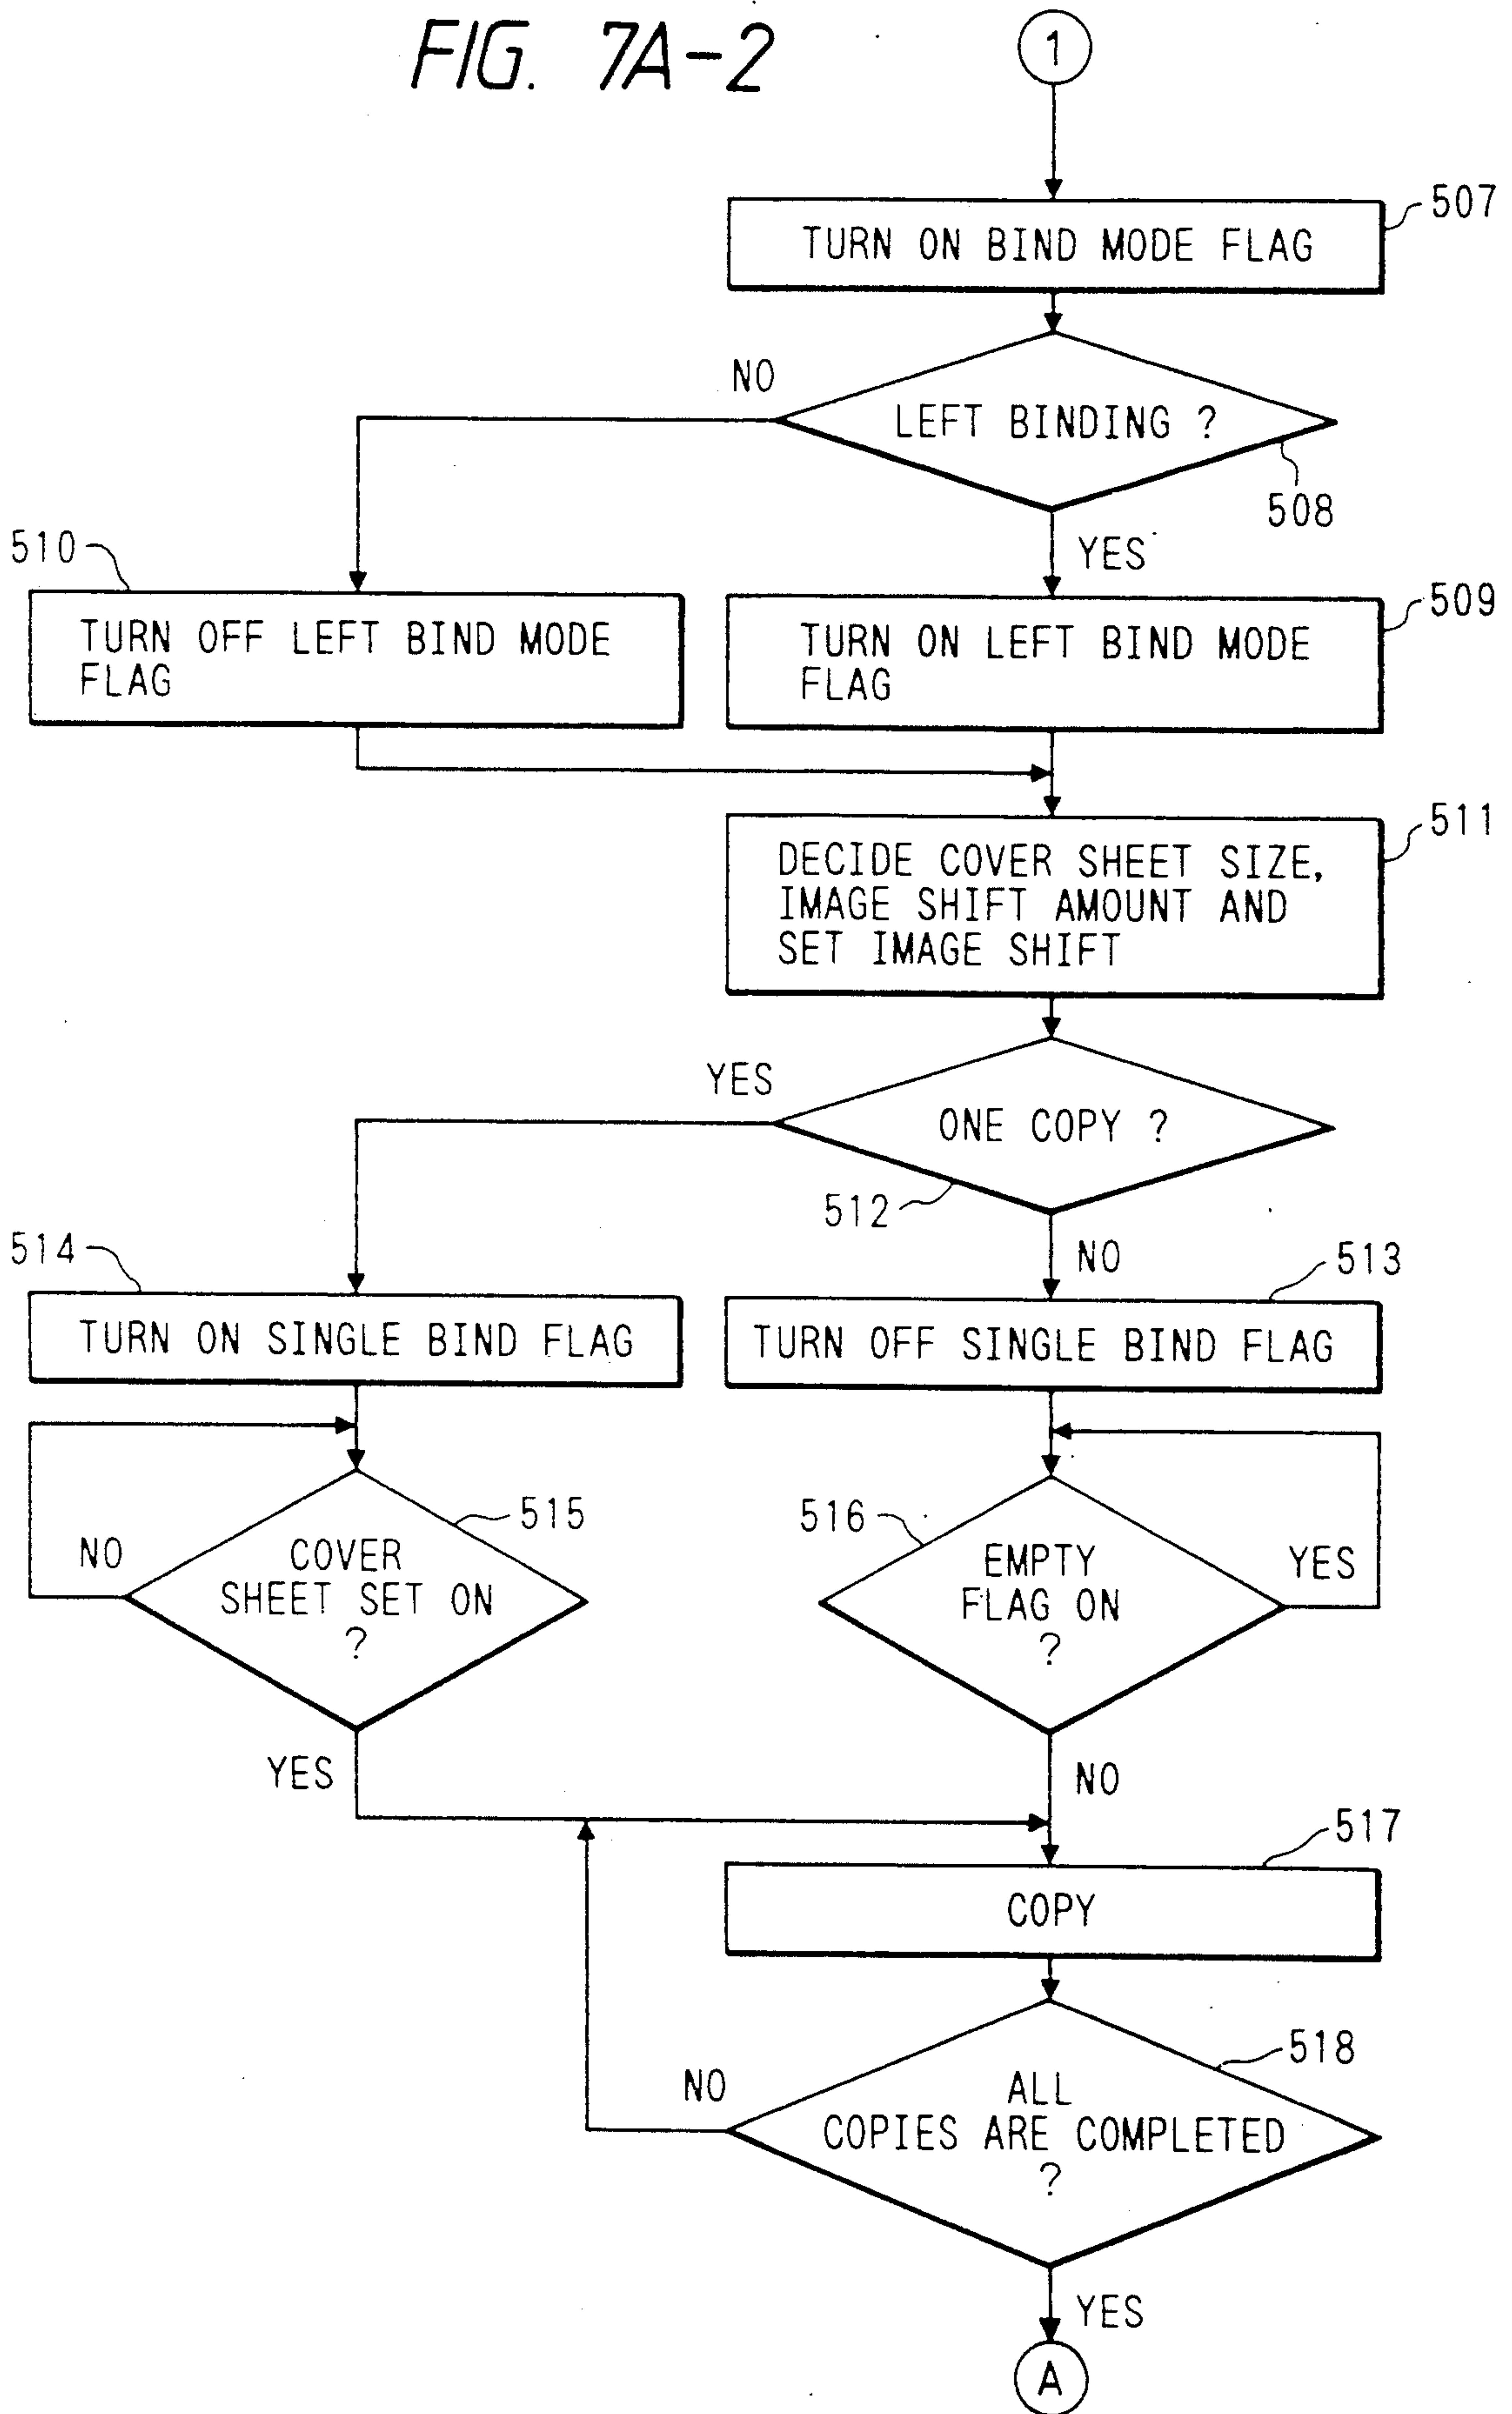 FIG. 7A-2
1
507
TURN ON BIND MODE FLAG
NO
LEFT BINDING ?
508
YES
510
TURN OFF LEFT BIND MODE
FLAG
509
TURN ON LEFT BIND MODE
FLAG
511
DECIDE COVER SHEET SIZE,
IMAGE SHIFT AMOUNT AND
SET IMAGE SHIFT
YES
ONE COPY ?
512
NO
514
TURN ON SINGLE BIND FLAG
513
TURN OFF SINGLE BIND FLAG
515
NO
COVER
SHEET SET ON
?
YES
516
EMPTY
FLAG ON
?
YES
NO
517
COPY
518
NO
ALL
COPIES ARE COMPLETED
?
YES
A